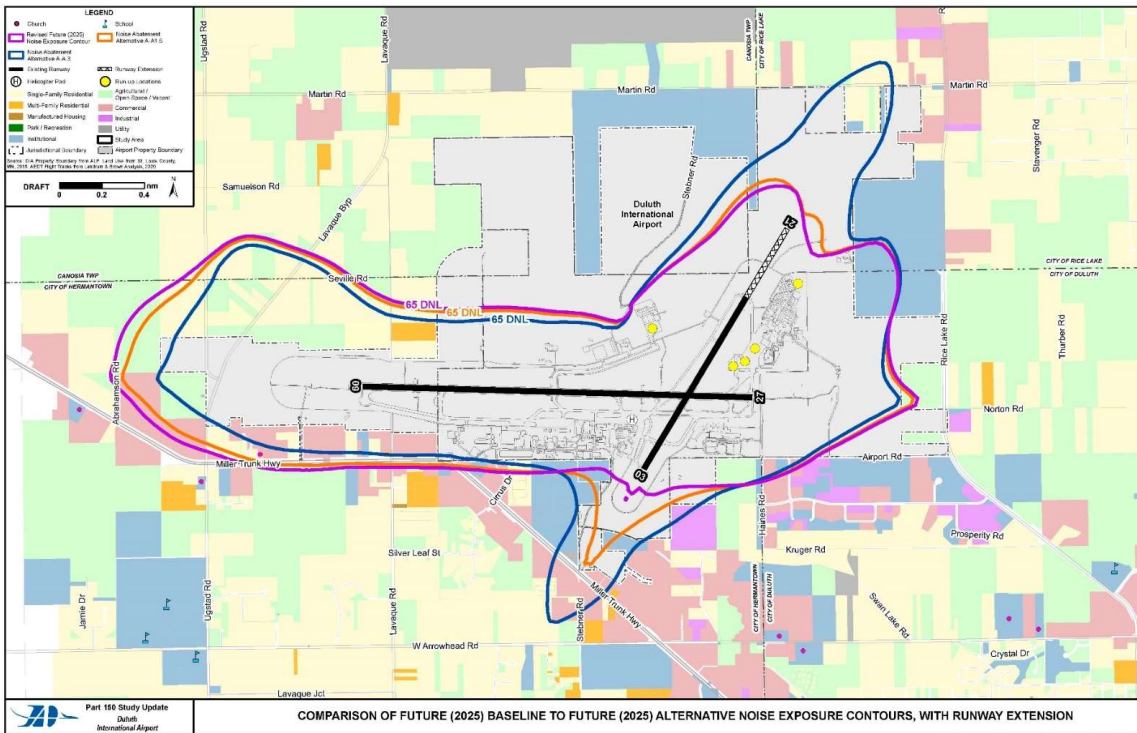 LEGEND
Church
School
Revised Future (2025)
Noise Exposure Contour
Noise Abatement
Alternative A-A1.5
Noise Abatement
Alternative A-A.3
Existing Runway
Runway Extension
H
Helicopter Pad
Run up Locations
Single-Family Residential
Agricultural /
Open Space / Vacant
Multi-Family Residential
Commercial
Manufactured Housing
Industrial
Park / Recreation
Utility
Institutional
Study Area
Jurisdictional Boundary
Airport Property Boundary
DRAFT
0 0.2 0.4
nm
N
Ugstad Rd
Lavaque Rd
CANOSIA TWP
CITY OF RICE LAKE
Martin Rd
Martin Rd
Martin Rd
Samuelson Rd
Lavaque Byp
Stebner Rd
Stavenger Rd
Duluth
International
Airport
21
CANOSIA TWP
CITY OF HERMANTOWN
Seville Rd
CITY OF RICE LAKE
CITY OF DULUTH
65 DNL
65 DNL
65 DNL
Abrahamson Rd
09
27
Rice Lake Rd
Thurber Rd
Norton Rd
H
03
Miller Trunk Hwy
Airport Rd
Cirrus Dr
Haines Rd
Prosperity Rd
Silver Leaf St
Kruger Rd
Jamie Dr
Ugstad Rd
Lavaque Rd
Stebner Rd
Miller Trunk Hwy
CITY OF HERMANTOWN
CITY OF DULUTH
Swan Lake Rd
W Arrowhead Rd
Crystal Dr
Lavaque Jct
Part 150 Study Update
Duluth
International Airport
COMPARISON OF FUTURE (2025) BASELINE TO FUTURE (2025) ALTERNATIVE NOISE EXPOSURE CONTOURS, WITH RUNWAY EXTENSION